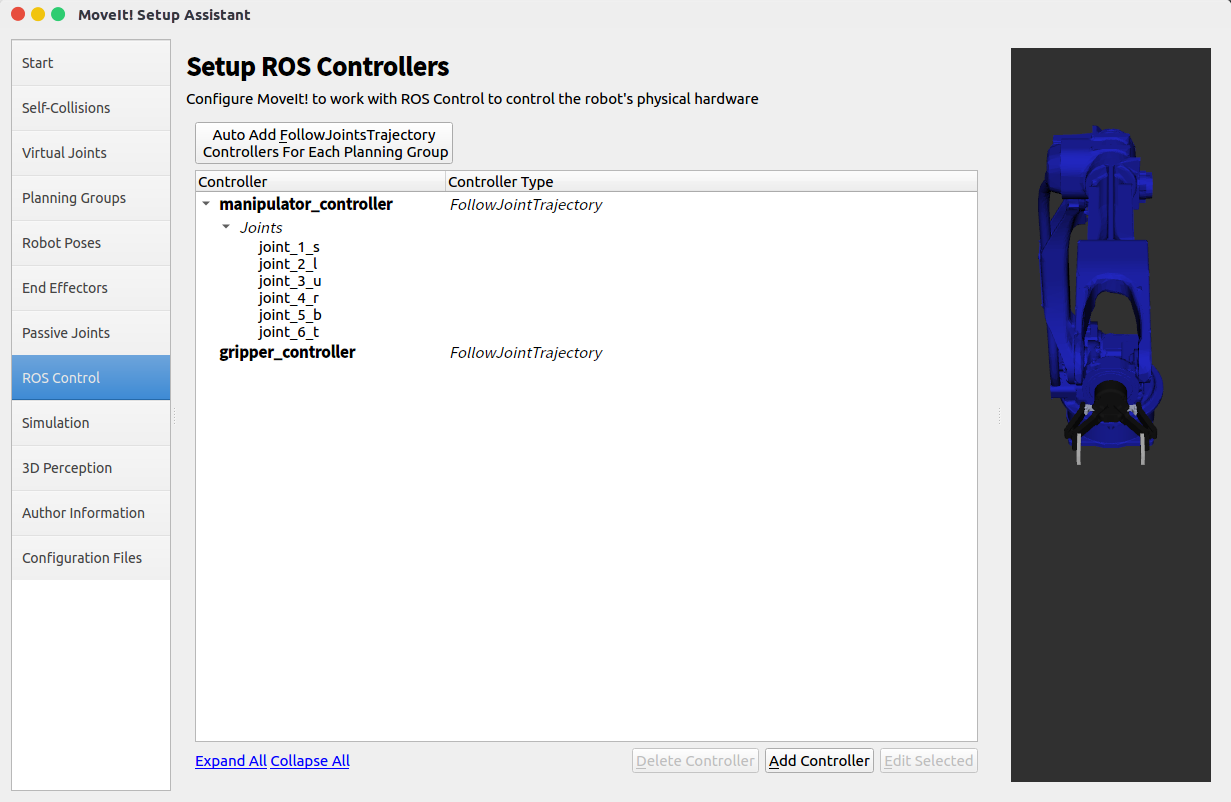 MoveIt! Setup Assistant
Start
Self-Collisions
Virtual Joints
Planning Groups
Robot Poses
End Effectors
Passive Joints
ROS Control
Simulation
3D Perception
Author Information
Configuration Files
Setup ROS Controllers
Configure MoveIt! to work with ROS Control to control the robot's physical hardware
Auto Add FollowJointsTrajectory
Controllers For Each Planning Group
Controller Controller Type
manipulator_controller FollowJointTrajectory
Joints
joint_1_s
joint_2_l
joint_3_u
joint_4_r
joint_5_b
joint_6_t
gripper_controller FollowJointTrajectory
Expand All Collapse All Delete Controller Add Controller Edit Selected